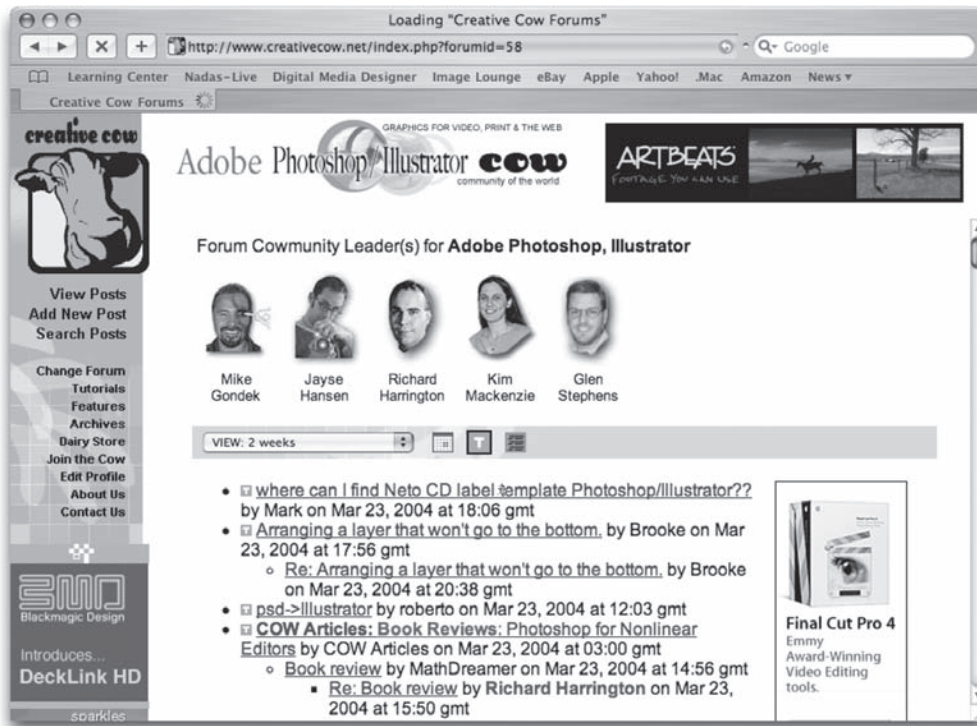 Loading "Creative Cow Forums"
http://www.creativecow.net/index.php?forumid=58
Google
Learning Center Nadas-Live Digital Media Designer Image Lounge eBay Apple Yahoo! .Mac Amazon News
Creative Cow Forums
creative cow
GRAPHICS FOR VIDEO, PRINT & THE WEB
Adobe Photoshop/Illustrator cow
community of the world
ARTBEATS
FOOTAGE YOU CAN USE
Forum Cowmunity Leader(s) for Adobe Photoshop, Illustrator
Mike
Gondek
Jayse
Hansen
Richard
Harrington
Kim
Mackenzie
Glen
Stephens
View Posts
Add New Post
Search Posts
Change Forum
Tutorials
Features
Archives
Dairy Store
Join the Cow
Edit Profile
About Us
Contact Us
BMD
Blackmagic Design
Introduces...
DeckLink HD
sparkles
VIEW: 2 weeks
T
T where can I find Neto CD label template Photoshop/Illustrator??
by Mark on Mar 23, 2004 at 18:06 gmt
T Arranging a layer that won't go to the bottom. by Brooke on Mar
23, 2004 at 17:56 gmt
Re: Arranging a layer that won't go to the bottom. by Brooke
on Mar 23, 2004 at 20:38 gmt
T psd->Illustrator by roberto on Mar 23, 2004 at 12:03 gmt
T COW Articles: Book Reviews: Photoshop for Nonlinear
Editors by COW Articles on Mar 23, 2004 at 03:00 gmt
Book review by MathDreamer on Mar 23, 2004 at 14:56 gmt
Re: Book review by Richard Harrington on Mar 23,
2004 at 15:50 gmt
Final Cut Pro 4
Emmy
Award-Winning
Video Editing
tools.